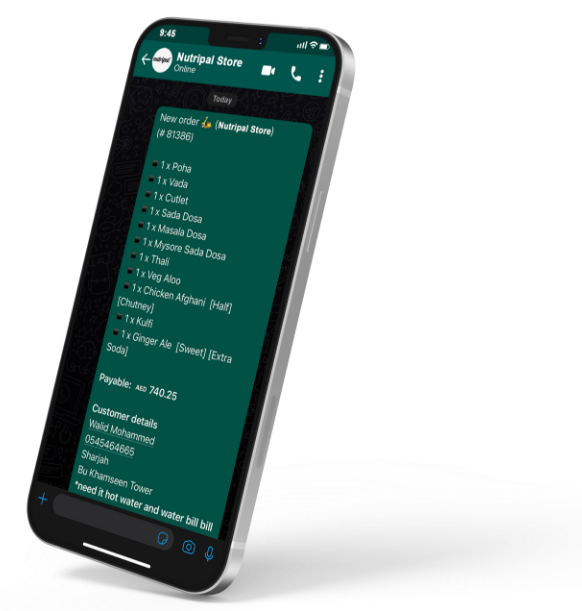 9:45
nutripal
Nutripal Store
Online
Today
New order (Nutripal Store)
(# 81386)
1 x Poha
1 x Vada
1 x Cutlet
1 x Sada Dosa
1 x Masala Dosa
1 x Mysore Sada Dosa
1 x Thali
1 x Veg Aloo
1 x Chicken Afghani [Half]
[Chutney]
1 x Kulfi
1 x Ginger Ale [Sweet] [Extra
Soda]
Payable: AED 740.25
Customer details
Walid Mohammed
0545464665
Sharjah
Bu Khamseen Tower
*need it hot water and water bill bill